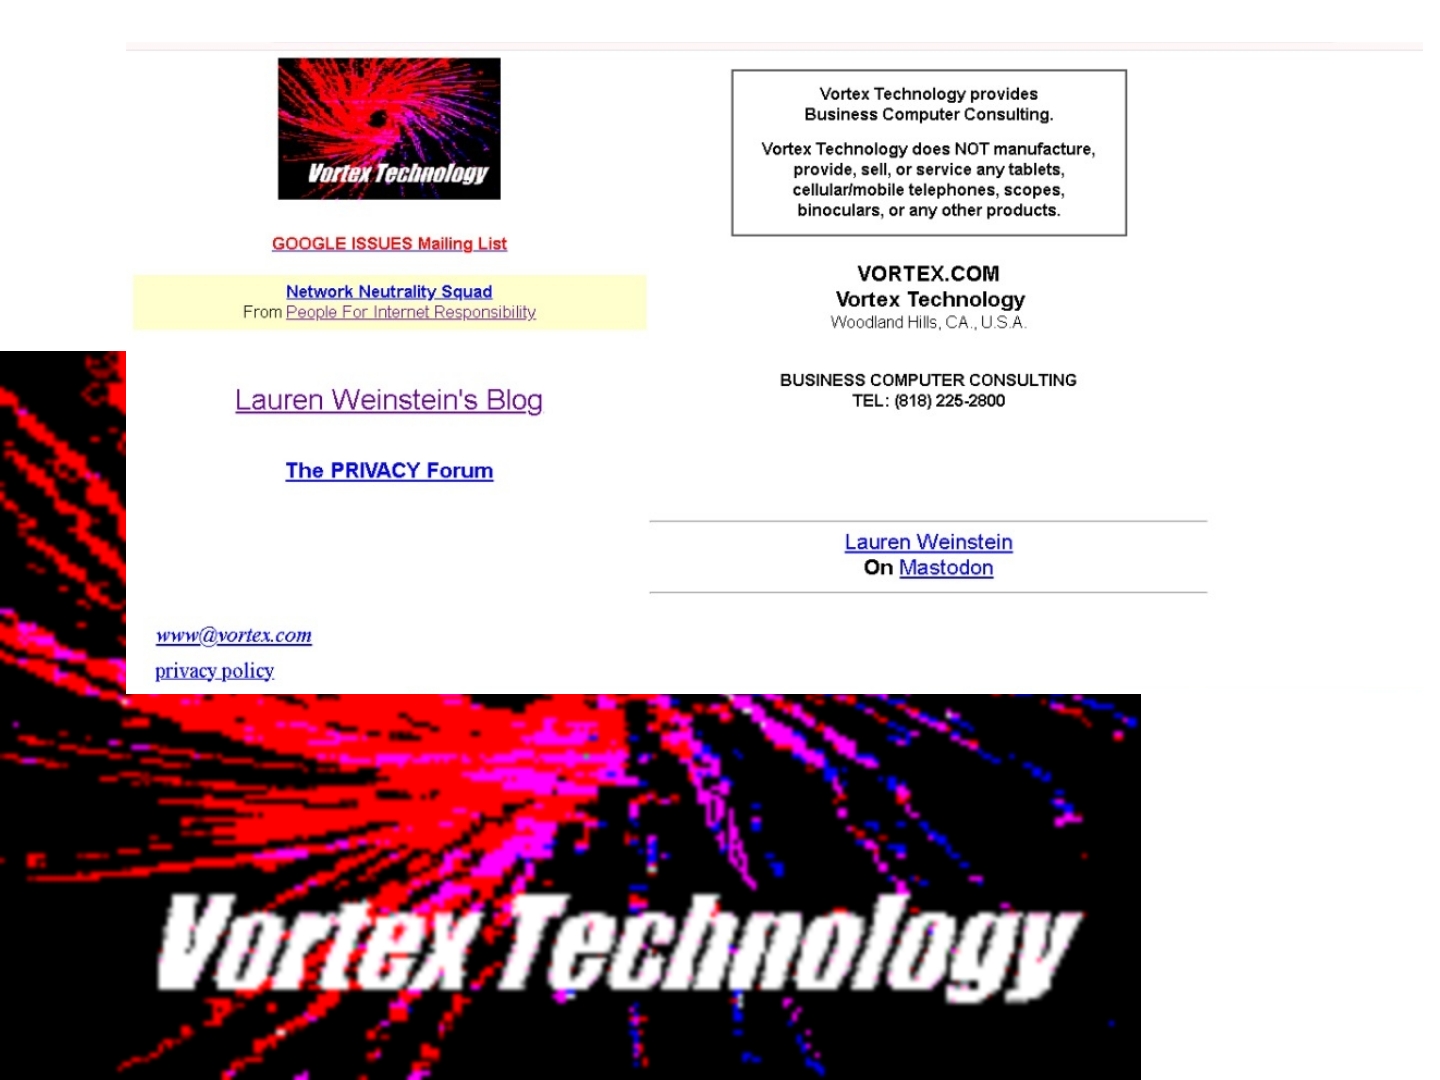 Vortex Technology
GOOGLE ISSUES Mailing List
Network Neutrality Squad
From People For Internet Responsibility
Lauren Weinstein's Blog
The PRIVACY Forum
Vortex Technology provides
Business Computer Consulting.
Vortex Technology does NOT manufacture,
provide, sell, or service any tablets,
cellular/mobile telephones, scopes,
binoculars, or any other products.
VORTEX.COM
Vortex Technology
Woodland Hills, CA., U.S.A.
BUSINESS COMPUTER CONSULTING
TEL: (818) 225-2800
Lauren Weinstein
On Mastodon
www@vortex.com
privacy policy
Vortex Technology